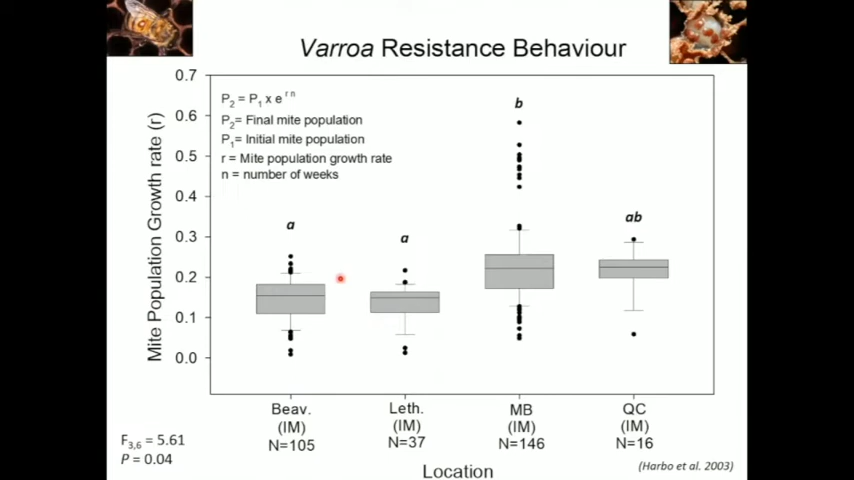 Varroa Resistance Behaviour
P2 = P1 x e r n
P2= Final mite population
P1= Initial mite population
r = Mite population growth rate
n = number of weeks
Mite Population Growth rate (r)
0.7
0.6
0.5
0.4
0.3
0.2
0.1
0.0
a
a
b
ab
Beav.
(IM)
N=105
Leth.
(IM)
N=37
MB
(IM)
N=146
QC
(IM)
N=16
Location
F3,6 = 5.61
P = 0.04
(Harbo et al. 2003)